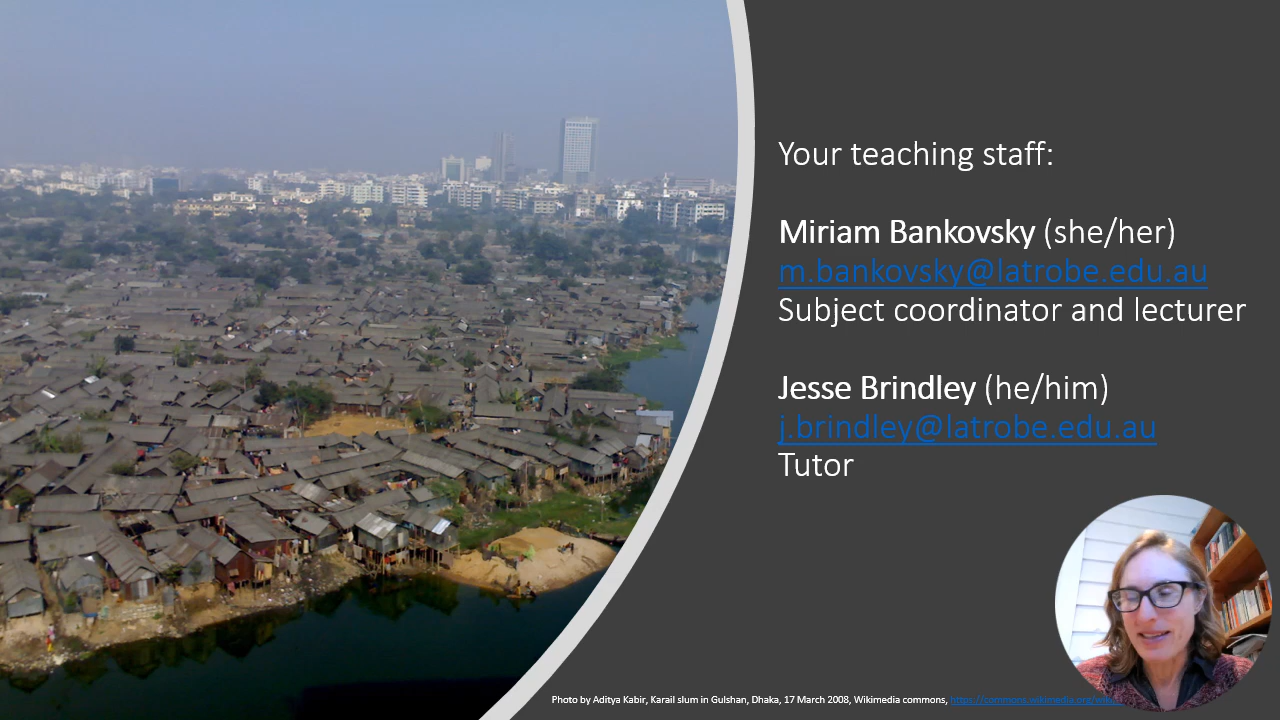 Your teaching staff:
Miriam Bankovsky (she/her)
m.bankovsky@latrobe.edu.au
Subject coordinator and lecturer
Jesse Brindley (he/him)
j.brindley@latrobe.edu.au
Tutor
Photo by Aditya Kabir, Karail slum in Gulshan, Dhaka, 17 March 2008, Wikimedia commons, https://commons.wikimedia.org/